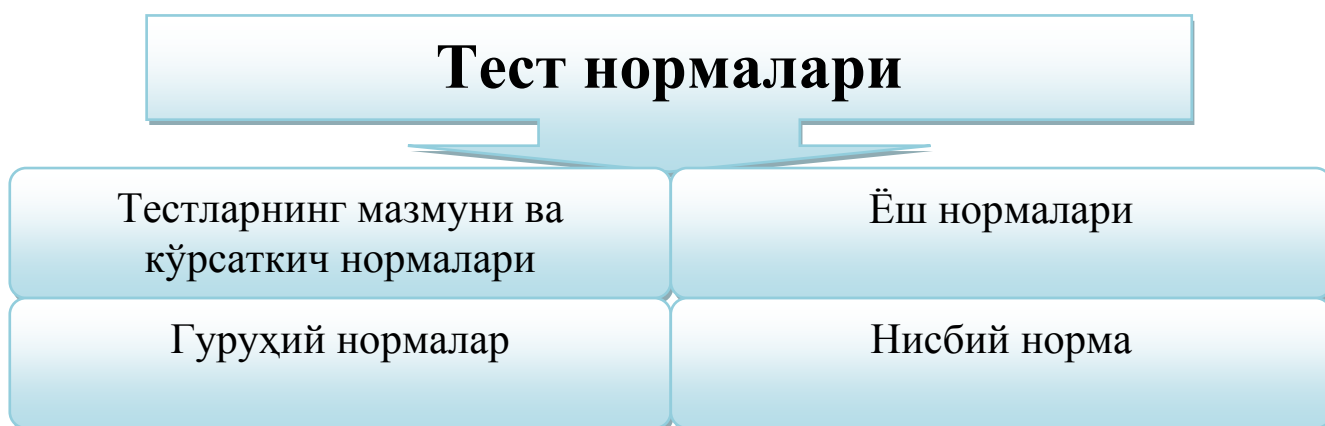 Тест нормалари
Тестларнинг мазмуни ва
кўрсаткич нормалари
Ёш нормалари
Гуруҳий нормалар
Нисбий норма